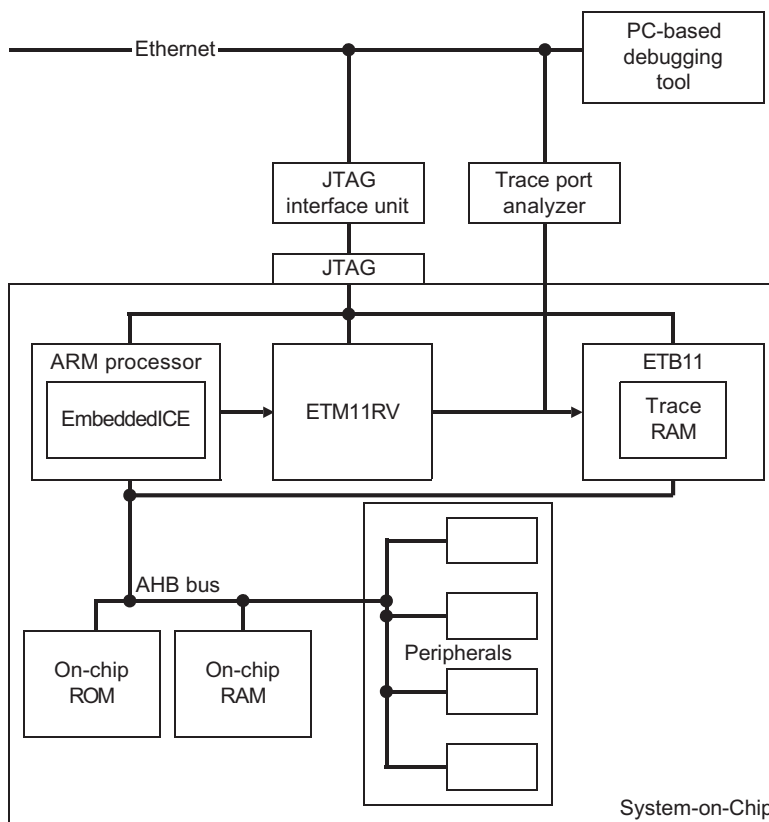 PC-based
debugging
tool
Ethernet
JTAG
interface unit
Trace port
analyzer
JTAG
ARM processor
EmbeddedICE
ETM11RV
ETB11
Trace
RAM
AHB bus
On-chip
ROM
On-chip
RAM
Peripherals
System-on-Chip